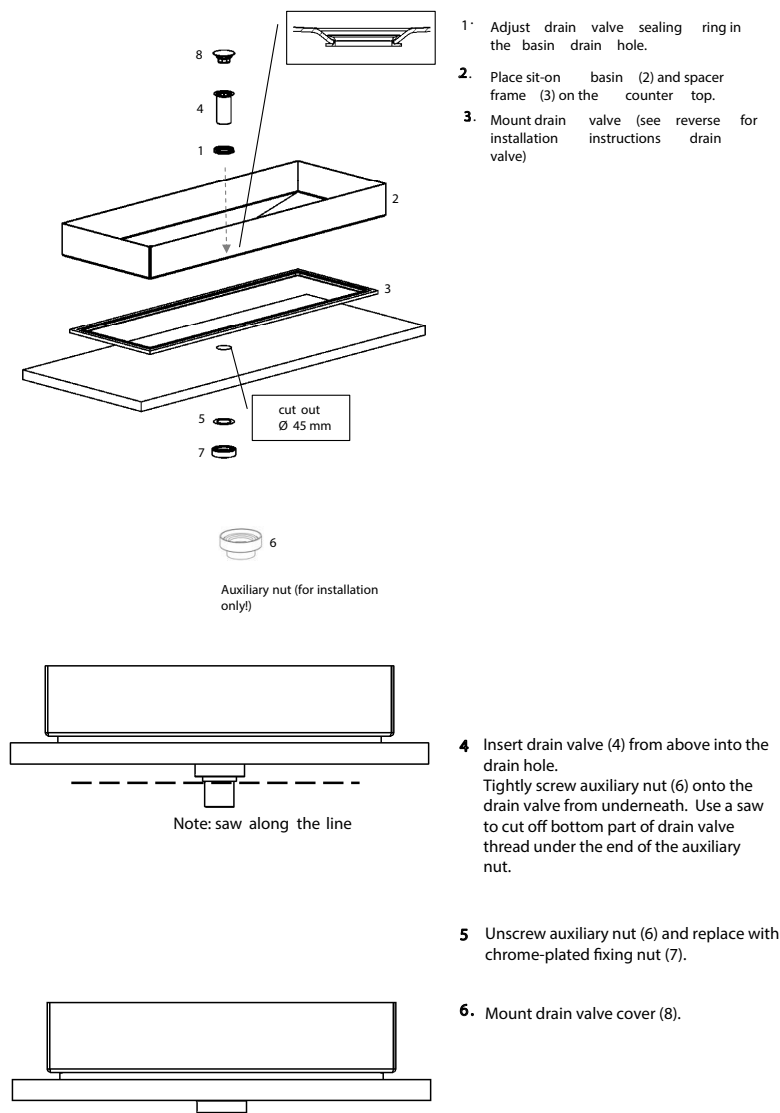 8
4
1
2
3
cut out
Ø 45 mm
5
7
6
Auxiliary nut (for installation
only!)
1. Adjust drain valve sealing ring in
the basin drain hole.
2. Place sit-on basin (2) and spacer
frame (3) on the counter top.
3. Mount drain valve (see reverse for
installation instructions drain
valve)
Note: saw along the line
4 Insert drain valve (4) from above into the
drain hole.
Tightly screw auxiliary nut (6) onto the
drain valve from underneath. Use a saw
to cut off bottom part of drain valve
thread under the end of the auxiliary
nut.
5 Unscrew auxiliary nut (6) and replace with
chrome-plated fixing nut (7).
6. Mount drain valve cover (8).